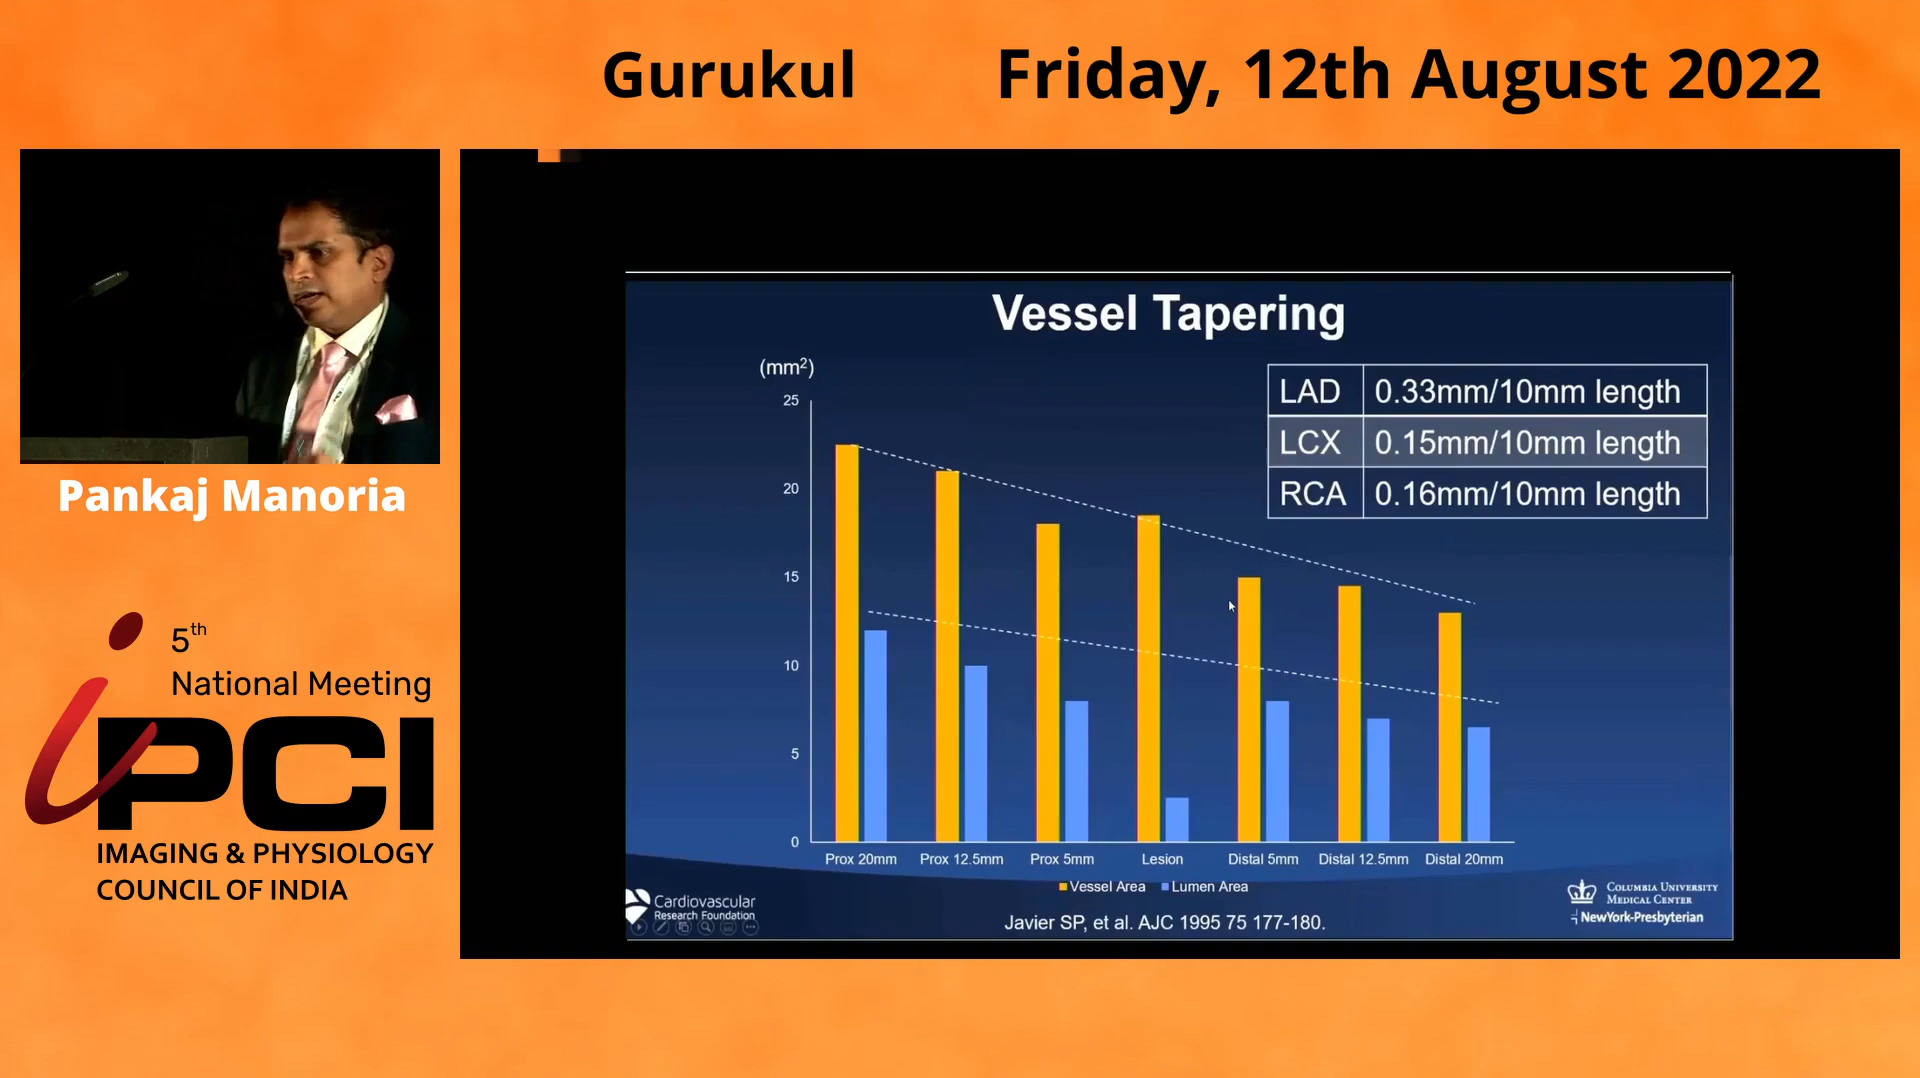 Gurukul
Friday, 12th August 2022
Pankaj Manoria
5th
National Meeting
iPCI
IMAGING & PHYSIOLOGY
COUNCIL OF INDIA
Vessel Tapering
(mm²)
25
20
15
10
5
0
LAD 0.33mm/10mm length
LCX 0.15mm/10mm length
RCA 0.16mm/10mm length
Prox 20mm Prox 12.5mm Prox 5mm Lesion Distal 5mm Distal 12.5mm Distal 20mm
Vessel Area Lumen Area
Cardiovascular
Research Foundation
Javier SP, et al. AJC 1995 75 177-180.
COLUMBIA UNIVERSITY
MEDICAL CENTER
NewYork-Presbyterian